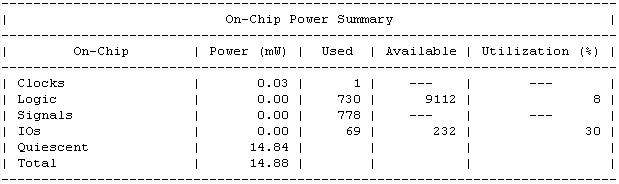 On-Chip Power Summary
| On-Chip | Power (mW) | Used | Available | Utilization (%) |
| Clocks | 0.03 | 1 | --- | --- |
| Logic | 0.00 | 730 | 9112 | 8 |
| Signals | 0.00 | 778 | --- | --- |
| IOs | 0.00 | 69 | 232 | 30 |
| Quiescent | 14.84 | | | |
| Total | 14.88 | | | |